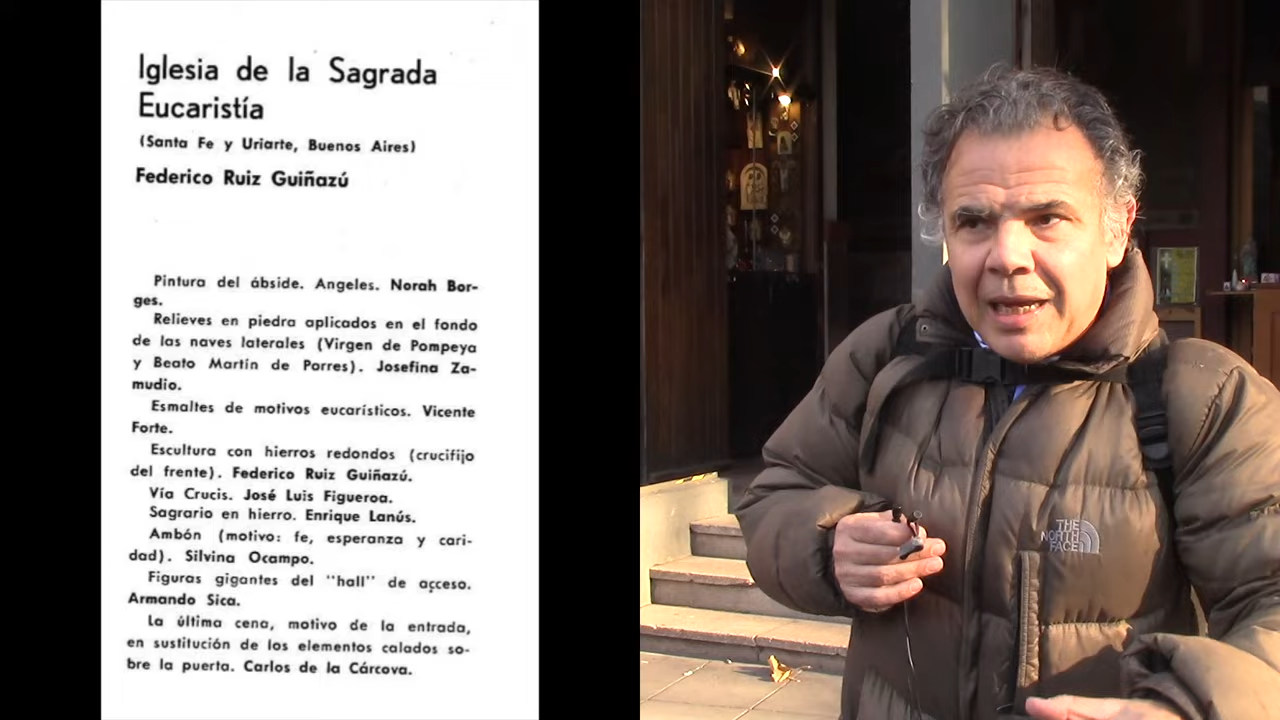 Iglesia de la Sagrada
Eucaristía
(Santa Fe y Uriarte, Buenos Aires)
Federico Ruiz Guiñazú
Pintura del ábside. Angeles. Norah Bor-
ges.
Relieves en piedra aplicados en el fondo
de las naves laterales (Virgen de Pompeya
y Beato Martín de Porres). Josefina Za-
mudio.
Esmaltes de motivos eucarísticos. Vicente
Forte.
Escultura con hierros redondos (crucifijo
del frente). Federico Ruiz Guiñazú.
Vía Crucis. José Luis Figueroa.
Sagrario en hierro. Enrique Lanús.
Ambón (motivo: fe, esperanza y cari-
dad). Silvina Ocampo.
Figuras gigantes del "hall" de acceso.
Armando Sica.
La última cena, motivo de la entrada,
en sustitución de los elementos calados so-
bre la puerta. Carlos de la Cárcova.
THE
NORTH
FACE